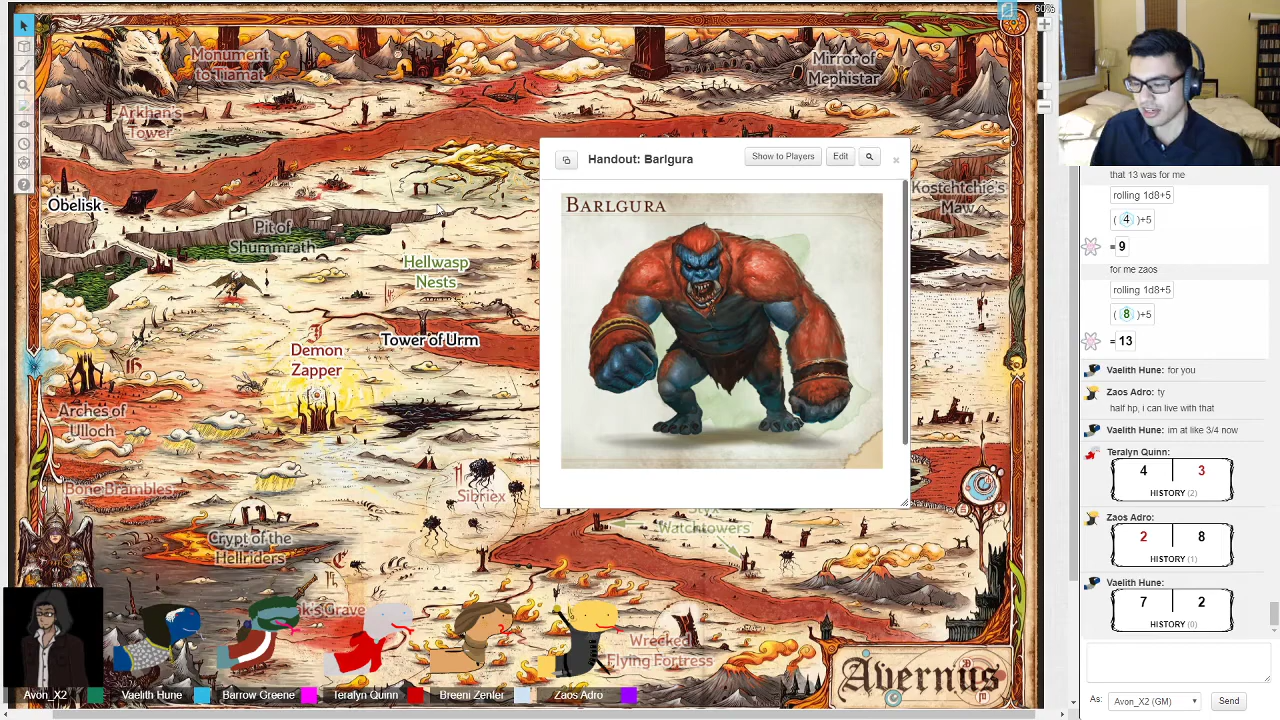 60%
Monument
to Tiamat
Mirror of
Mephistar
Arkhan's
Tower
Handout: Barlgura
Show to Players
Edit
BARLGURA
Kostchtchie's
Maw
Obelisk
Pit of
Shummrath
Hellwasp
Nests
Tower of Urm
Demon
Zapper
Arches of
Ulloch
Bone Brambles
Sibriex
Styx
Watchtowers
Crypt of the
Hellriders
k's Grave
Wrecked
Flying Fortress
Avernus
Avon_X2
Vaelith Hune
Barrow Greene
Teralyn Quinn
Breeni Zenter
Zaos Adro
that 13 was for me
rolling 1d8+5
( 4 )+5
= 9
for me zaos
rolling 1d8+5
( 8 )+5
= 13
Vaelith Hune: for you
Zaos Adro: ty
half hp, i can live with that
Vaelith Hune: im at like 3/4 now
Teralyn Quinn:
4 3
HISTORY (2)
Zaos Adro:
2 8
HISTORY (1)
Vaelith Hune:
7 2
HISTORY (0)
As: Avon_X2 (GM)
Send